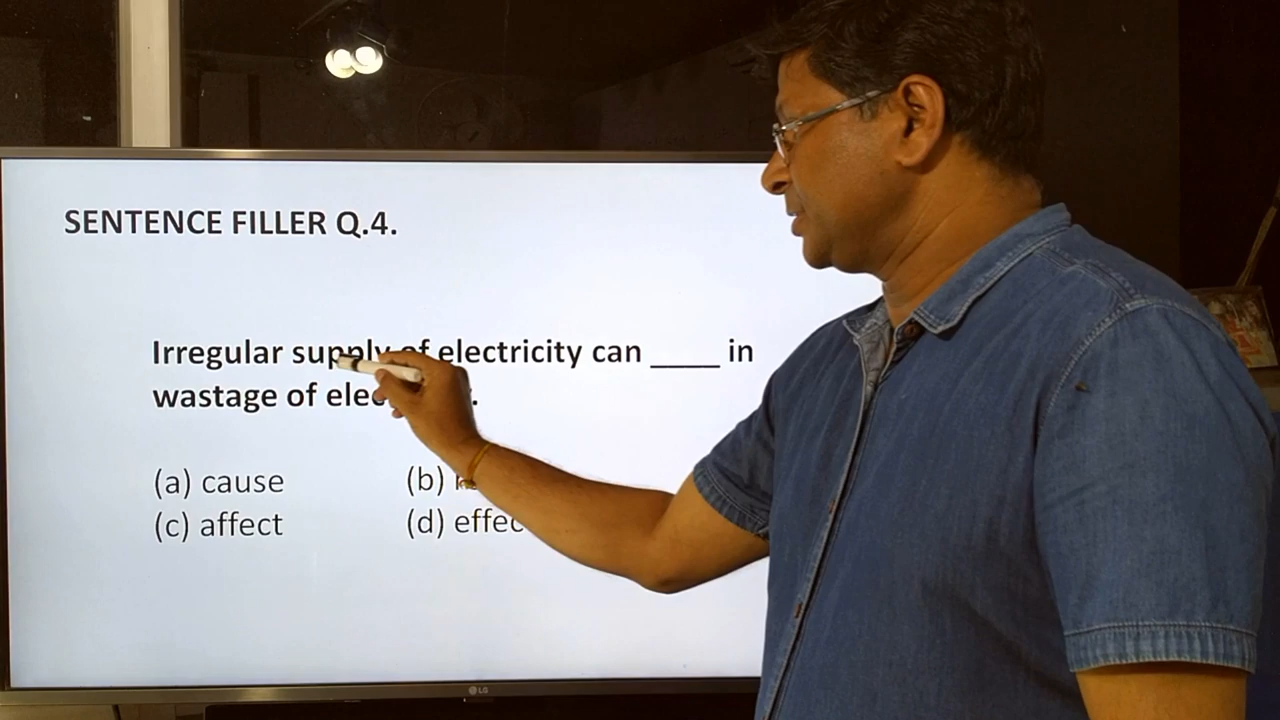 SENTENCE FILLER Q.4.
Irregular supply of electricity can ____ in
wastage of
(a) cause
(b)
(c) affect
(d)
LG